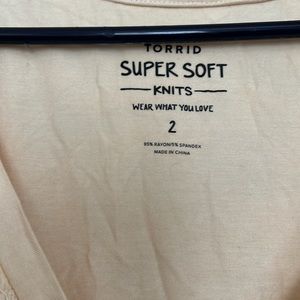 TORRID
SUPER SOFT
KNITS
WEAR WHAT YOU LOVE
2
95% RAYON/5% SPANDEX
MADE IN CHINA